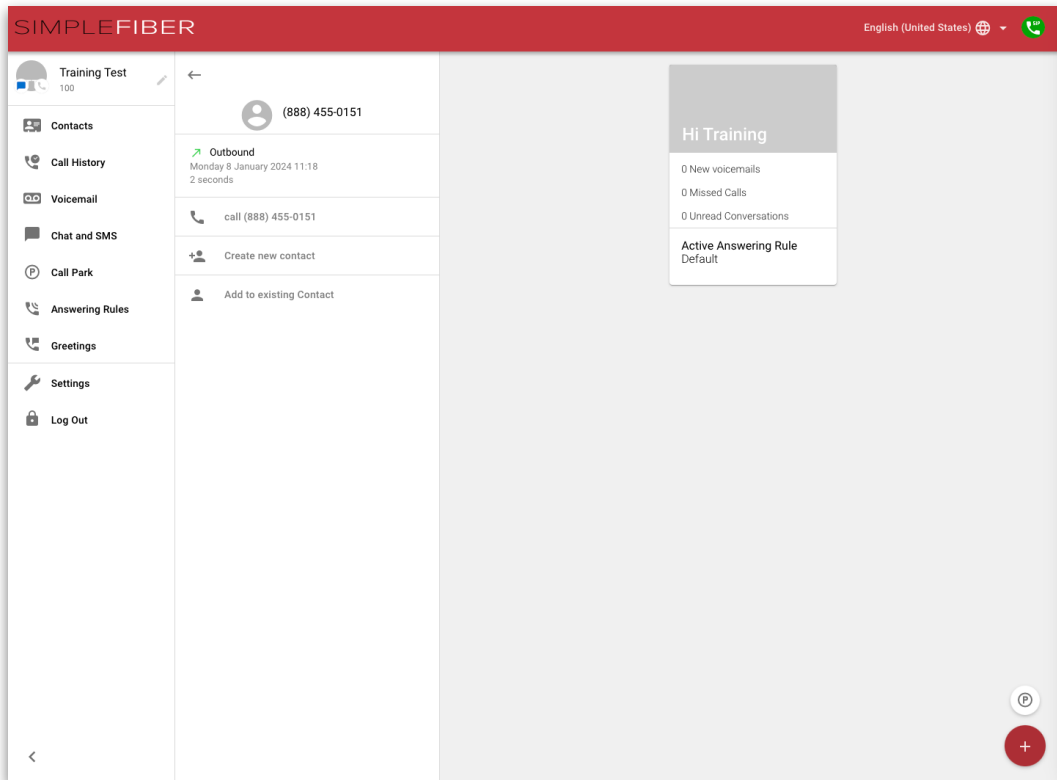 SIMPLEFIBER
English (United States)
SIP
Training Test
100
Contacts
Call History
Voicemail
Chat and SMS
P
Call Park
Answering Rules
Greetings
Settings
Log Out
(888) 455-0151
Outbound
Monday 8 January 2024 11:18
2 seconds
call (888) 455-0151
Create new contact
Add to existing Contact
Hi Training
0 New voicemails
0 Missed Calls
0 Unread Conversations
Active Answering Rule
Default
P